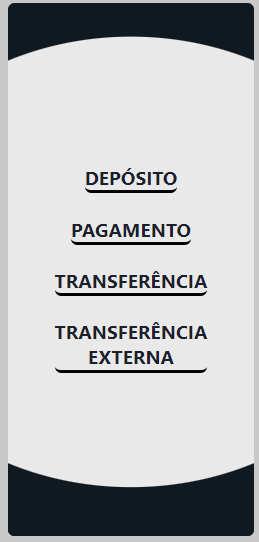 DEPÓSITO
PAGAMENTO
TRANSFERÊNCIA
TRANSFERÊNCIA
EXTERNA